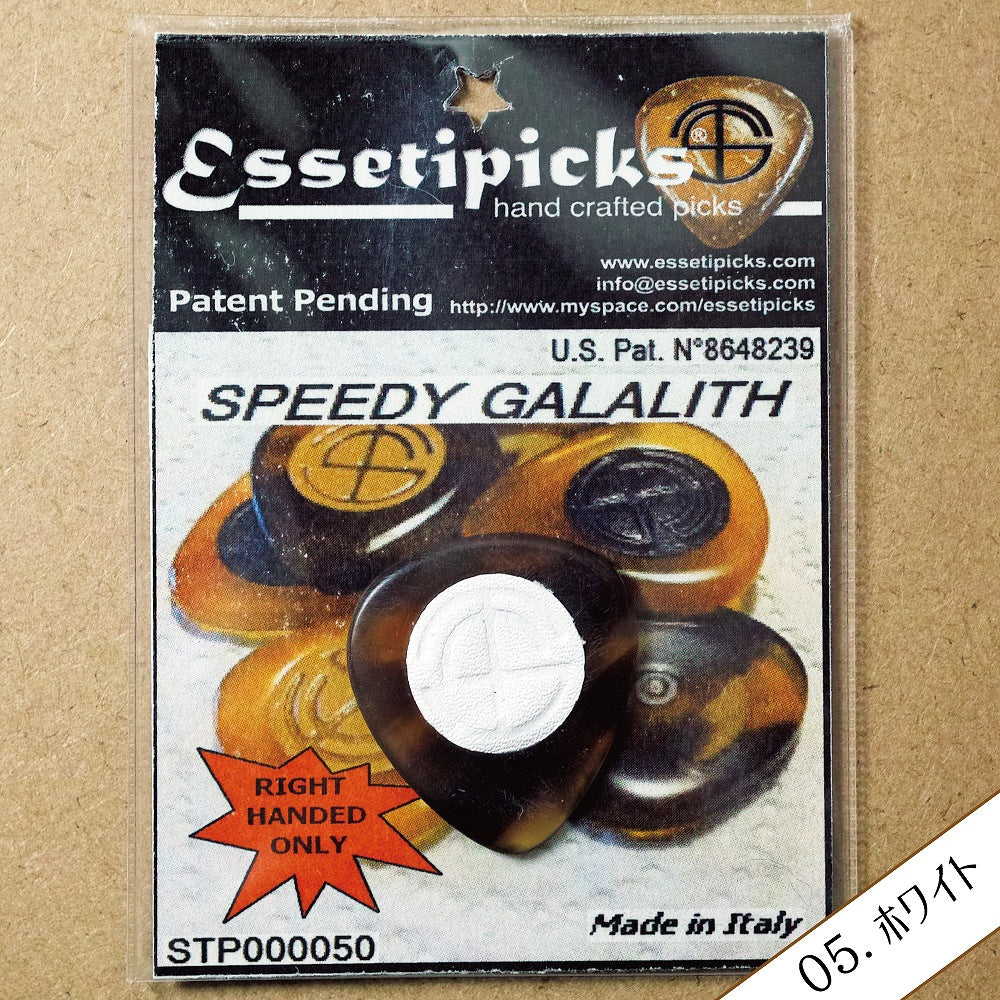 Essetipicks
®
hand crafted picks
www.essetipicks.com
info@essetipicks.com
Patent Pending http://www.myspace.com/essetipicks
U.S. Pat. N°8648239
SPEEDY GALALITH
RIGHT
HANDED
ONLY
Made in Italy
STP000050
05. ホワイト